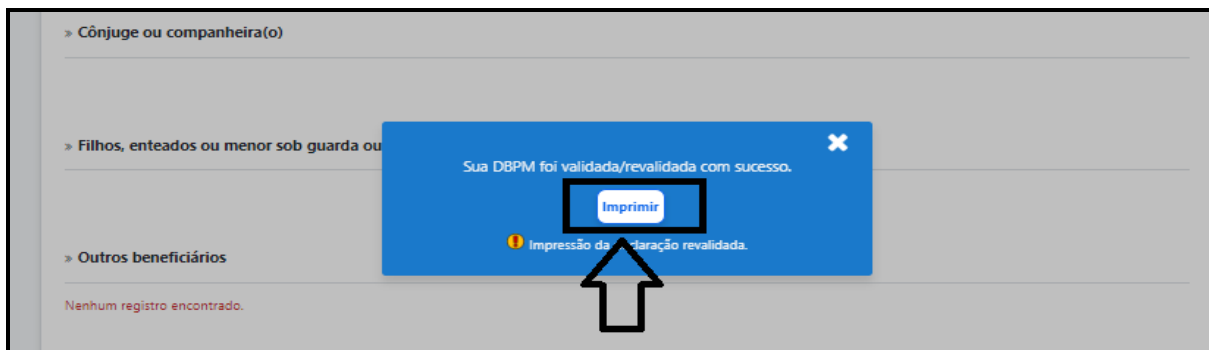 » Cônjuge ou companheira(o)
» Filhos, enteados ou menor sob guarda ou
Sua DBPM foi validada/revalidada com sucesso.
Imprimir
Impressão da declaração revalidada.
» Outros beneficiários
Nenhum registro encontrado.